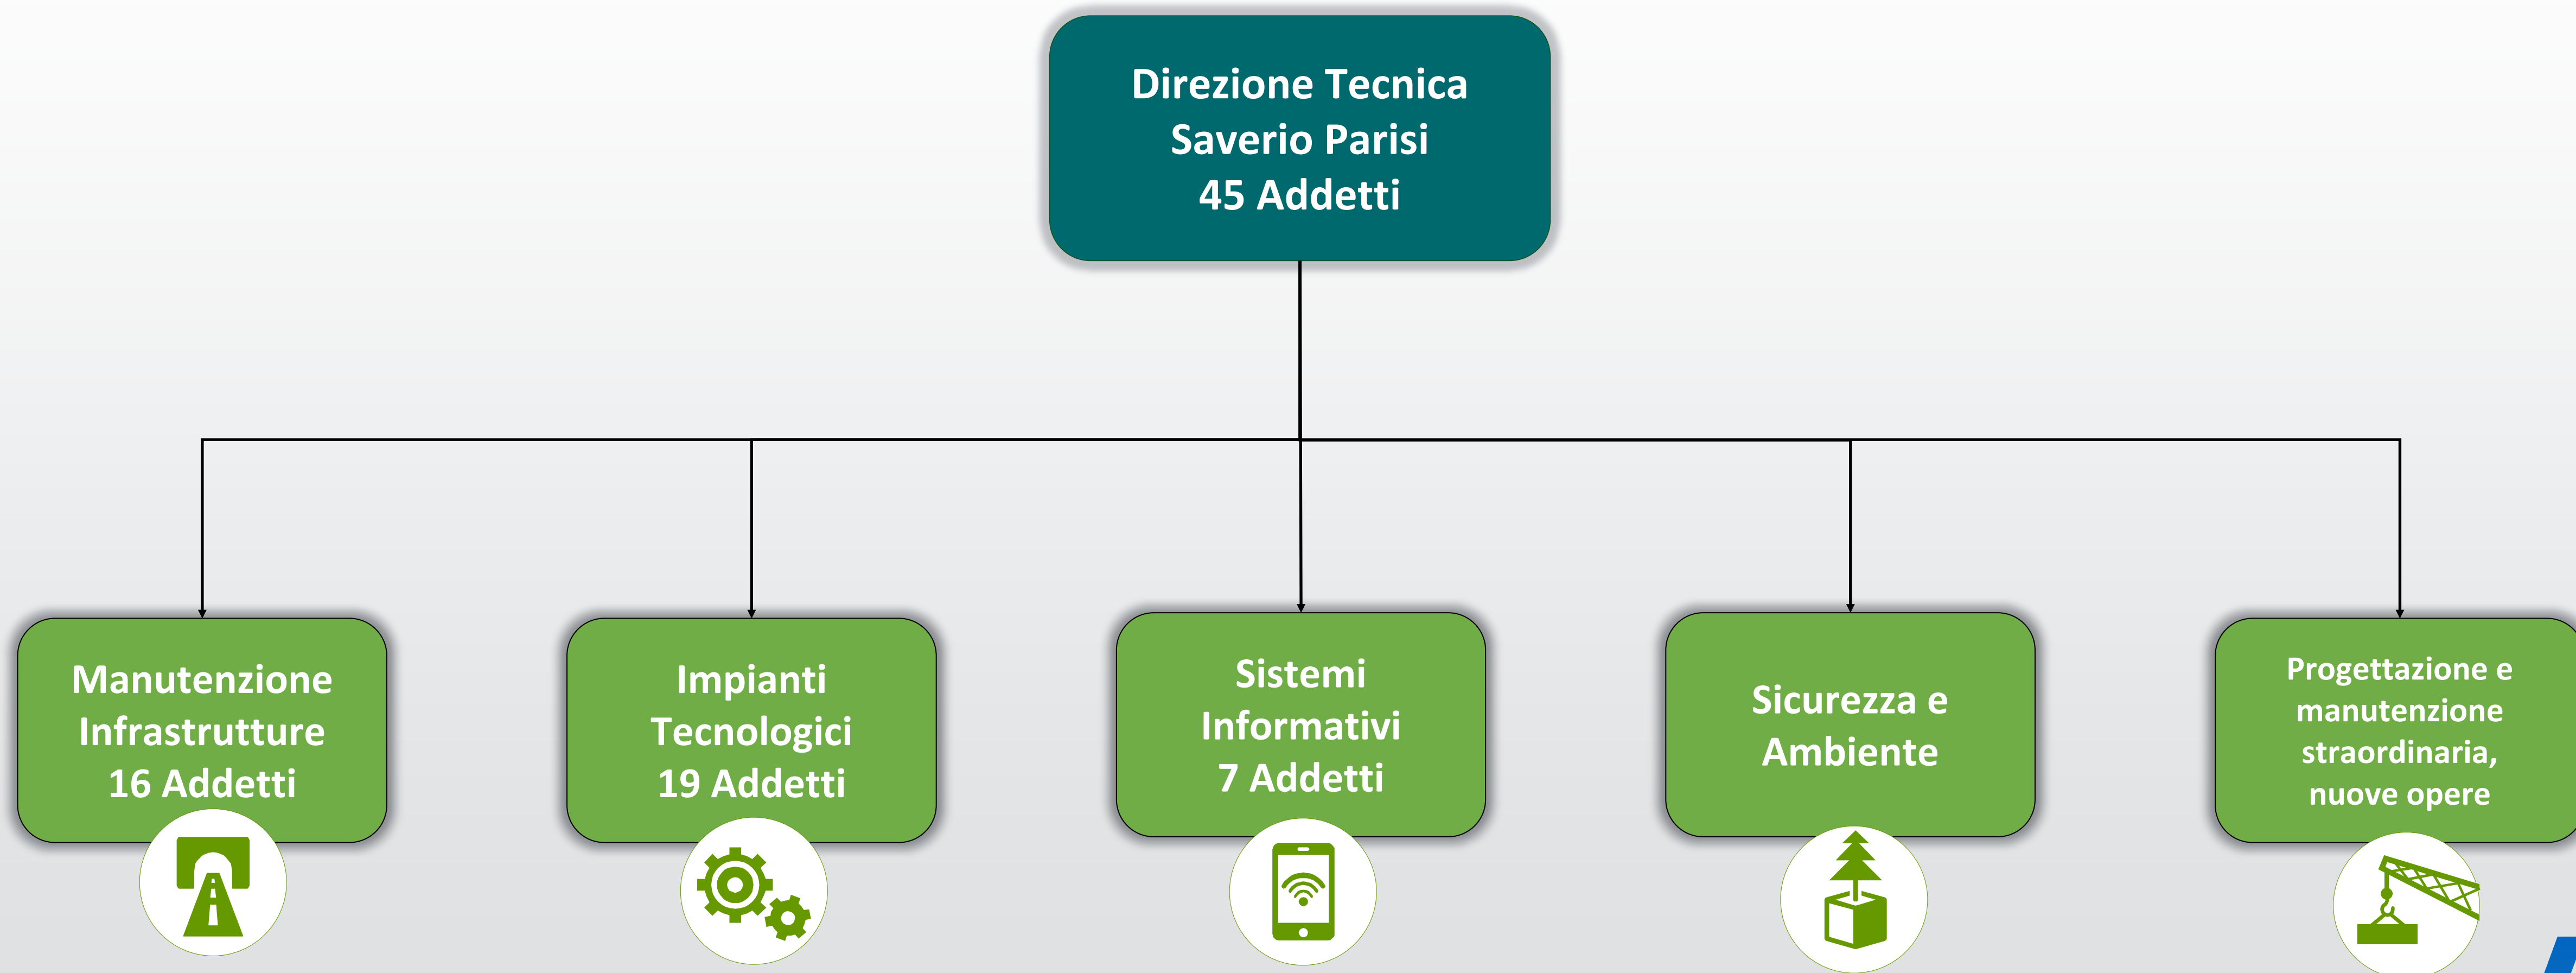 Direzione Tecnica
Saverio Parisi
45 Addetti
Manutenzione
Infrastrutture
16 Addetti
Impianti
Tecnologici
19 Addetti
Sistemi
Informativi
7 Addetti
Sicurezza e
Ambiente
Progettazione e
manutenzione
straordinaria,
nuove opere